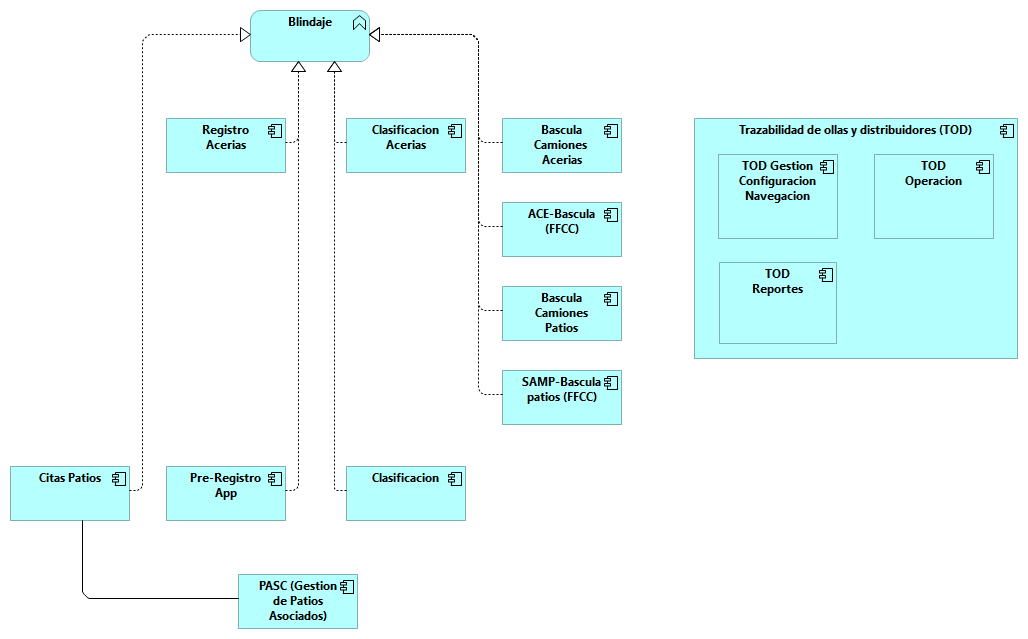 Blindaje
Registro
Acerias
Clasificacion
Acerias
Bascula
Camiones
Acerias
Trazabilidad de ollas y distribuidores (TOD)
TOD Gestion
Configuracion
Navegacion
TOD
Operacion
ACE-Bascula
(FFCC)
TOD
Reportes
Bascula
Camiones
Patios
SAMP-Bascula
patios (FFCC)
Citas Patios
Pre-Registro
App
Clasificacion
PASC (Gestion
de Patios
Asociados)